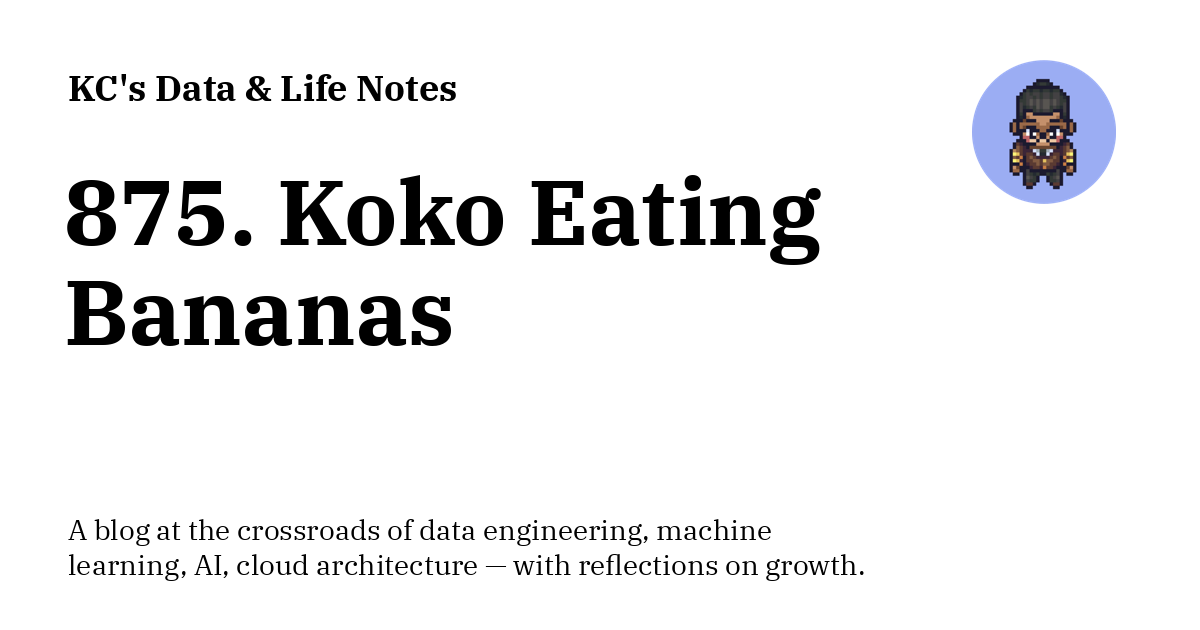 KC's Data & Life Notes
875. Koko Eating
Bananas
A blog at the crossroads of data engineering, machine
learning, AI, cloud architecture — with reflections on growth.